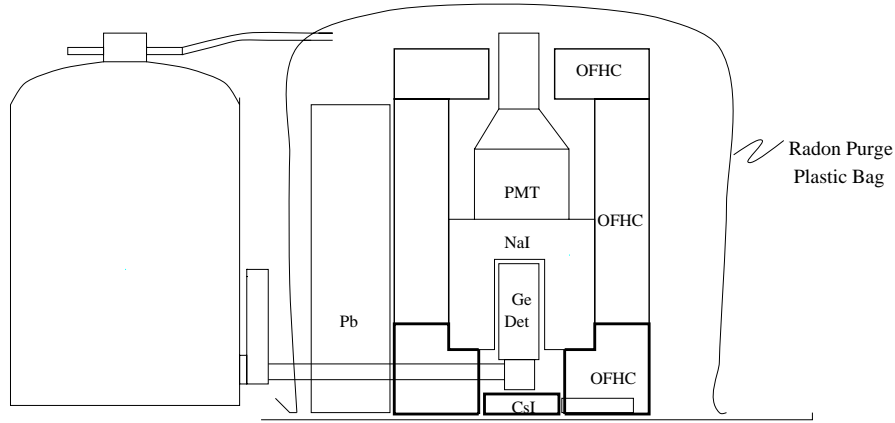 OFHC
Radon Purge
Plastic Bag
PMT
OFHC
NaI
Ge
Det
Pb
OFHC
CsI